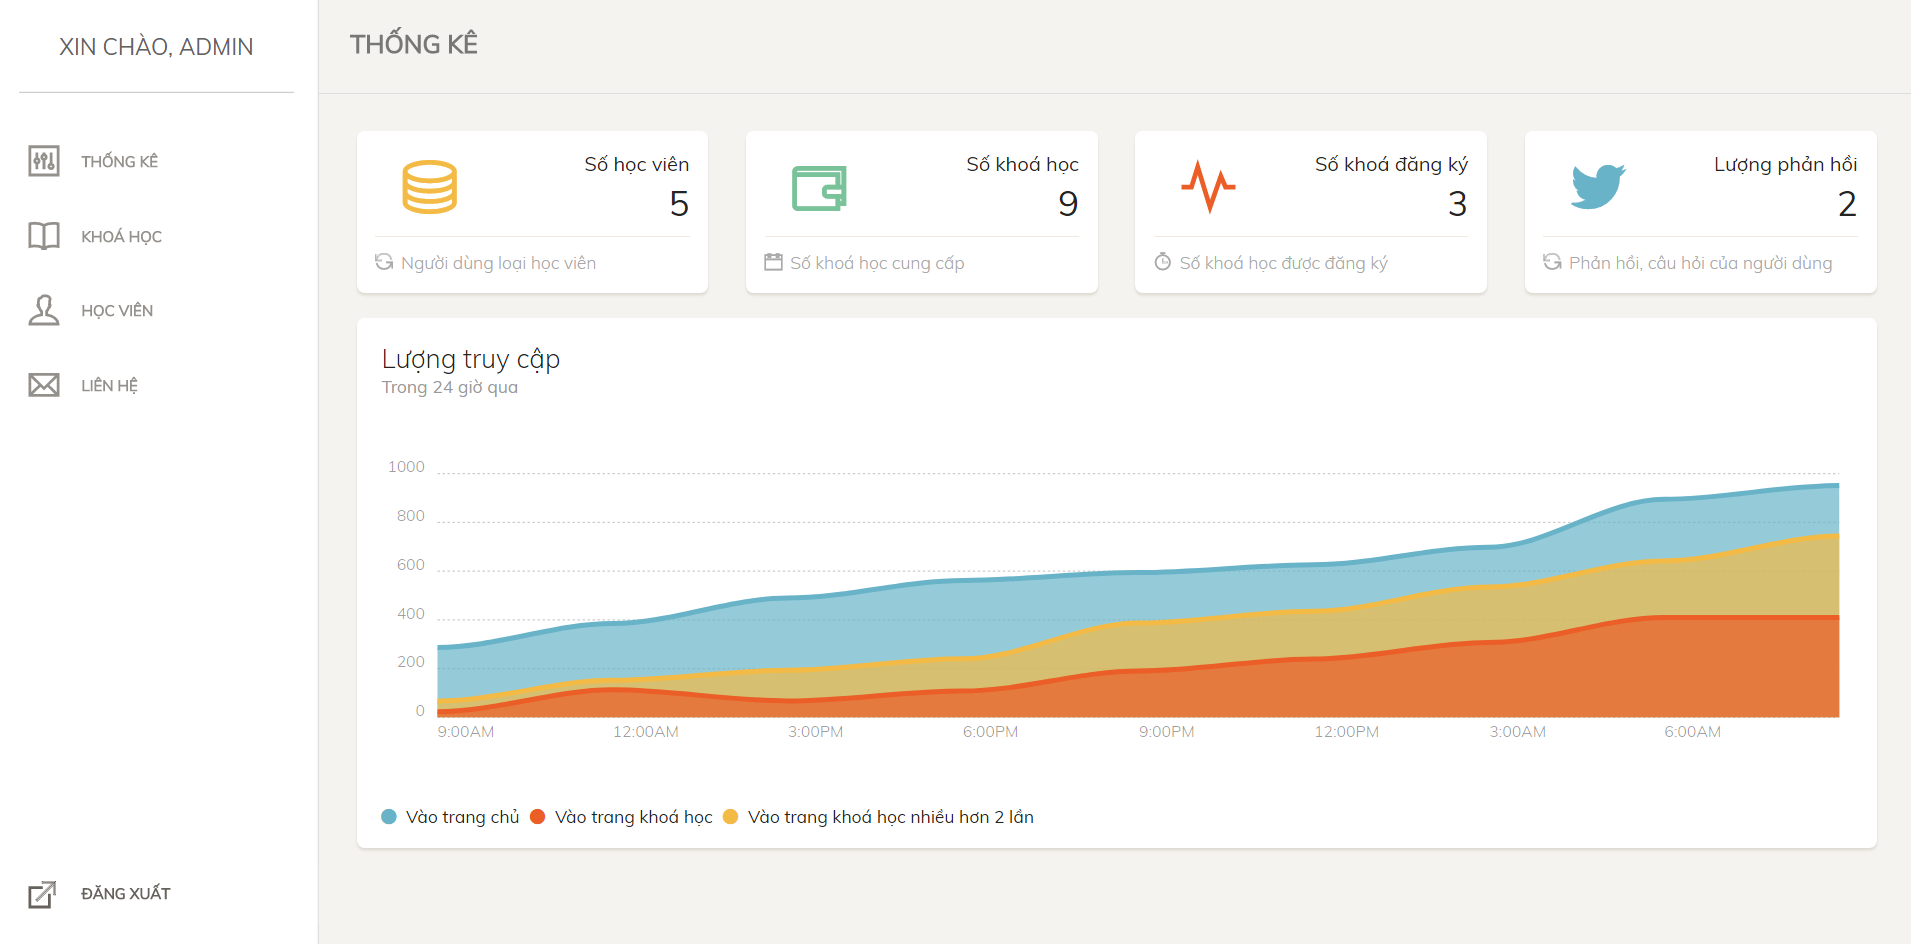 XIN CHÀO, ADMIN
THỐNG KÊ
KHOÁ HỌC
HỌC VIÊN
LIÊN HỆ
ĐĂNG XUẤT
THỐNG KÊ
Số học viên
5
Người dùng loại học viên
Số khoá học
9
Số khoá học cung cấp
Số khoá đăng ký
3
Số khoá học được đăng ký
Lượng phản hồi
2
Phản hồi, câu hỏi của người dùng
Lượng truy cập
Trong 24 giờ qua
1000
800
600
400
200
0
9:00AM 12:00AM 3:00PM 6:00PM 9:00PM 12:00PM 3:00AM 6:00AM
Vào trang chủ Vào trang khoá học Vào trang khoá học nhiều hơn 2 lần